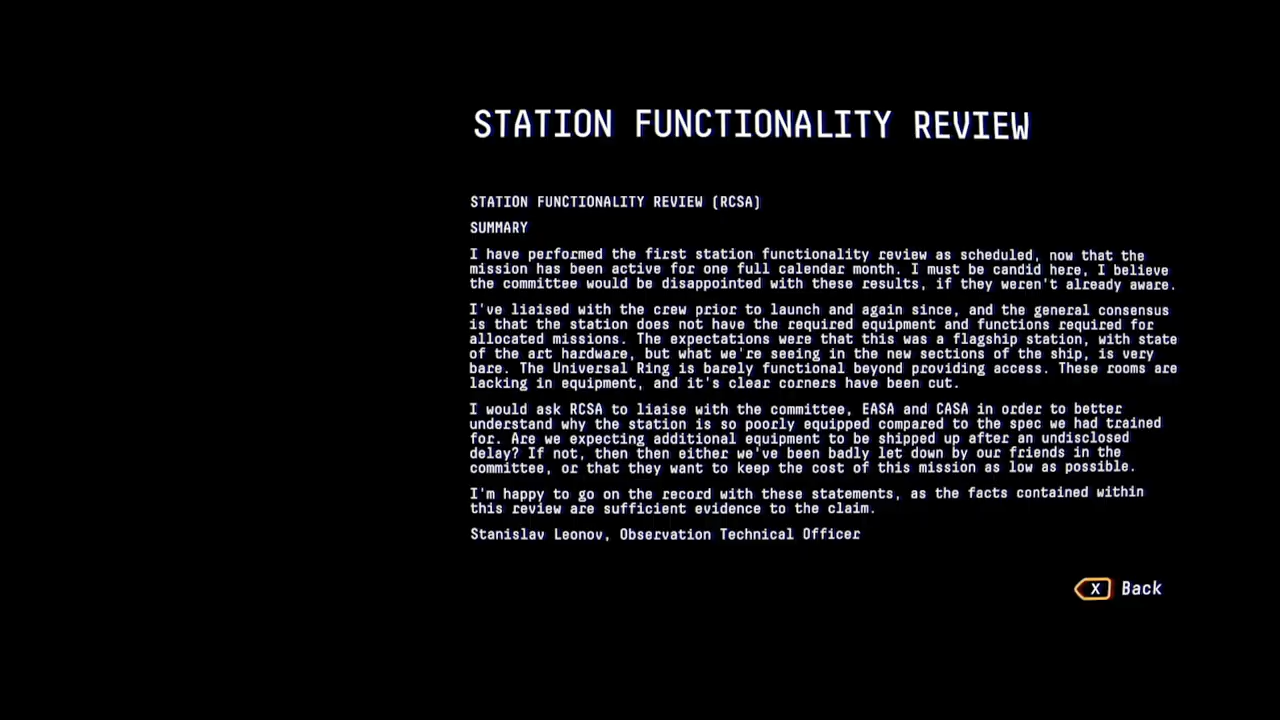 STATION FUNCTIONALITY REVIEW
STATION FUNCTIONALITY REVIEW (RCSA)
SUMMARY
I have performed the first station functionality review as scheduled, now that the
mission has been active for one full calendar month. I must be candid here, I believe
the committee would be disappointed with these results, if they weren't already aware.
I've liaised with the crew prior to launch and again since, and the general consensus
is that the station does not have the required equipment and functions required for
allocated missions. The expectations were that this was a flagship station, with state
of the art hardware, but what we're seeing in the new sections of the ship, is very
bare. The Universal Ring is barely functional beyond providing access. These rooms are
lacking in equipment, and it's clear corners have been cut.
I would ask RCSA to liaise with the committee, EASA and CASA in order to better
understand why the station is so poorly equipped compared to the spec we had trained
for. Are we expecting additional equipment to be shipped up after an undisclosed
delay? If not, then then either we've been badly let down by our friends in the
committee, or that they want to keep the cost of this mission as low as possible.
I'm happy to go on the record with these statements, as the facts contained within
this review are sufficient evidence to the claim.
Stanislav Leonov, Observation Technical Officer
X Back